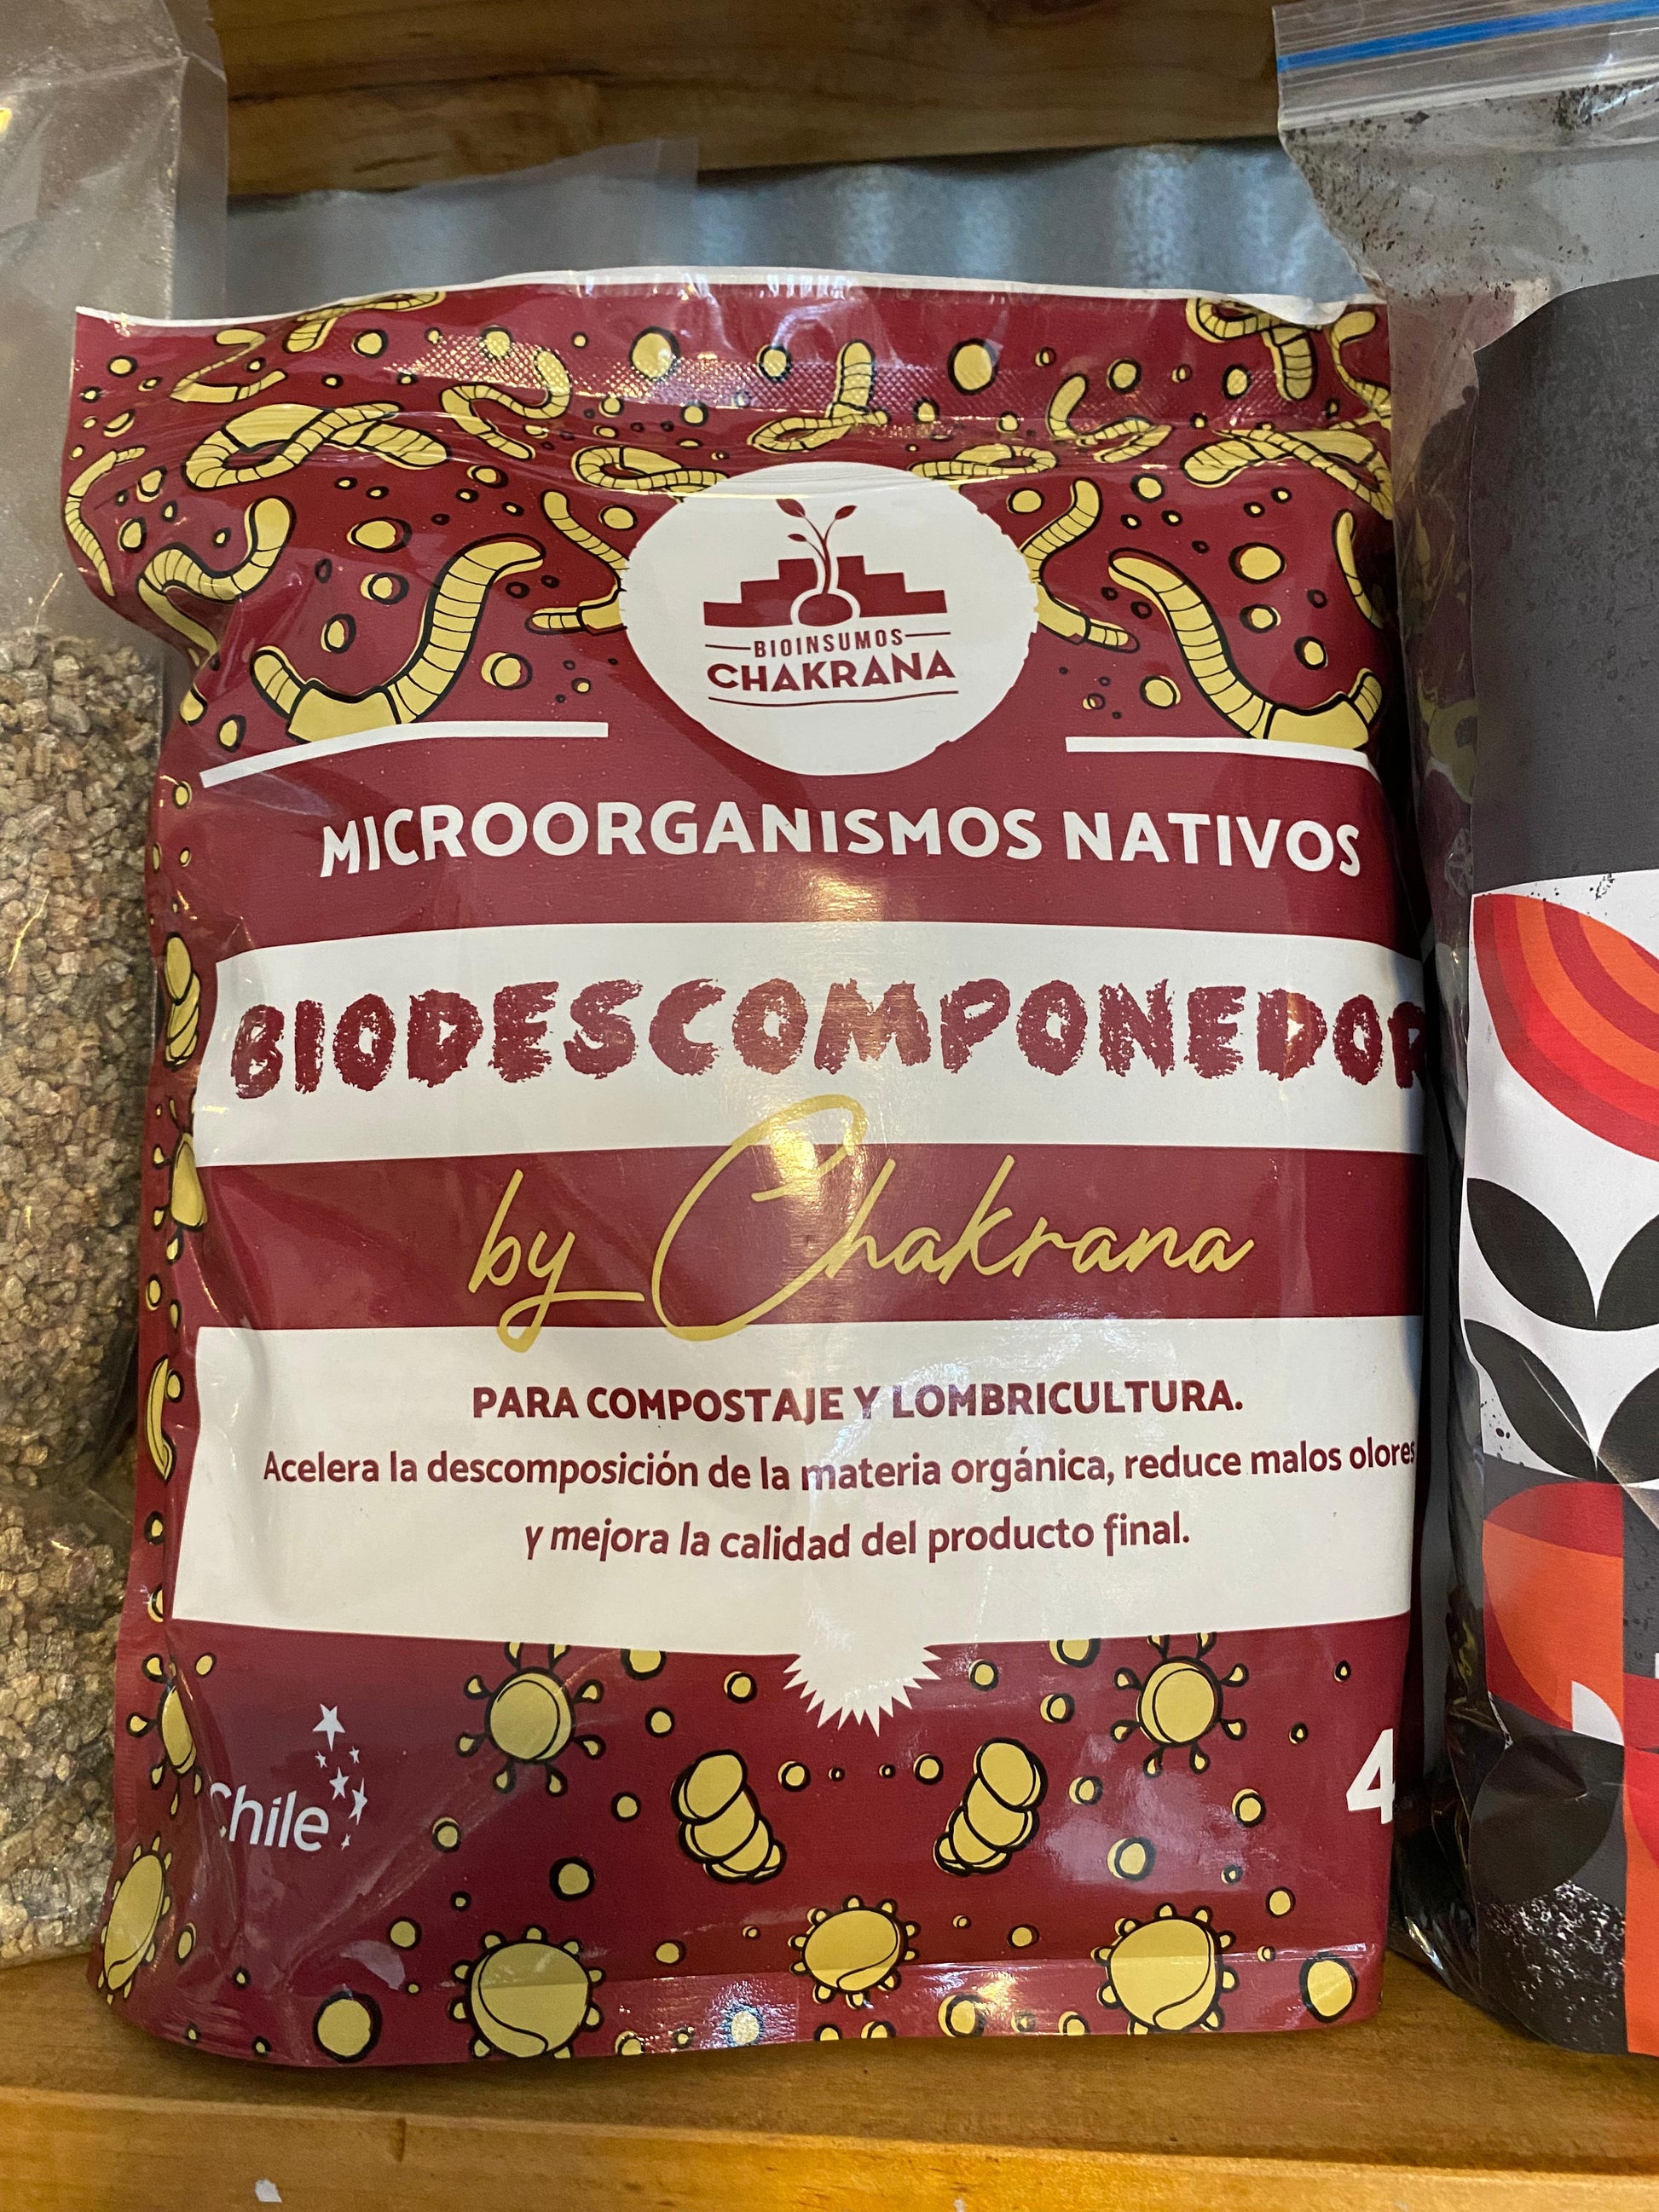 BIOINSUMOS
CHAKRANA
MICROORGANISMOS NATIVOS
BIODESCOMPONEDOR
by Chakrana
PARA COMPOSTAJE Y LOMBRICULTURA.
Acelera la descomposición de la materia orgánica, reduce malos olores
y mejora la calidad del producto final.
Chile
4